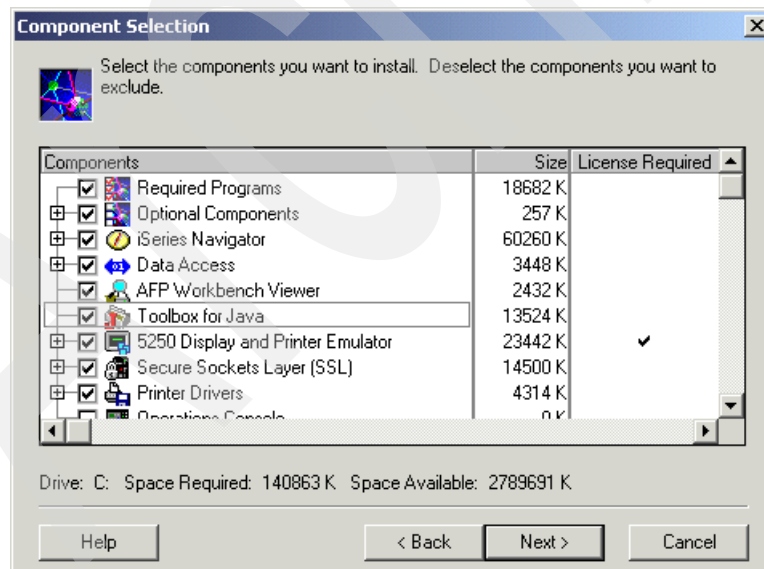 Component Selection
Select the components you want to install. Deselect the components you want to
exclude.
Components Size License Required
Required Programs 18682 K
Optional Components 257 K
iSeries Navigator 60260 K
Data Access 3448 K
AFP Workbench Viewer 2432 K
Toolbox for Java 13524 K
5250 Display and Printer Emulator 23442 K
Secure Sockets Layer (SSL) 14500 K
Printer Drivers 4314 K
Operations Console 0 K
Drive: C: Space Required: 140863 K Space Available: 2789691 K
Help < Back Next > Cancel